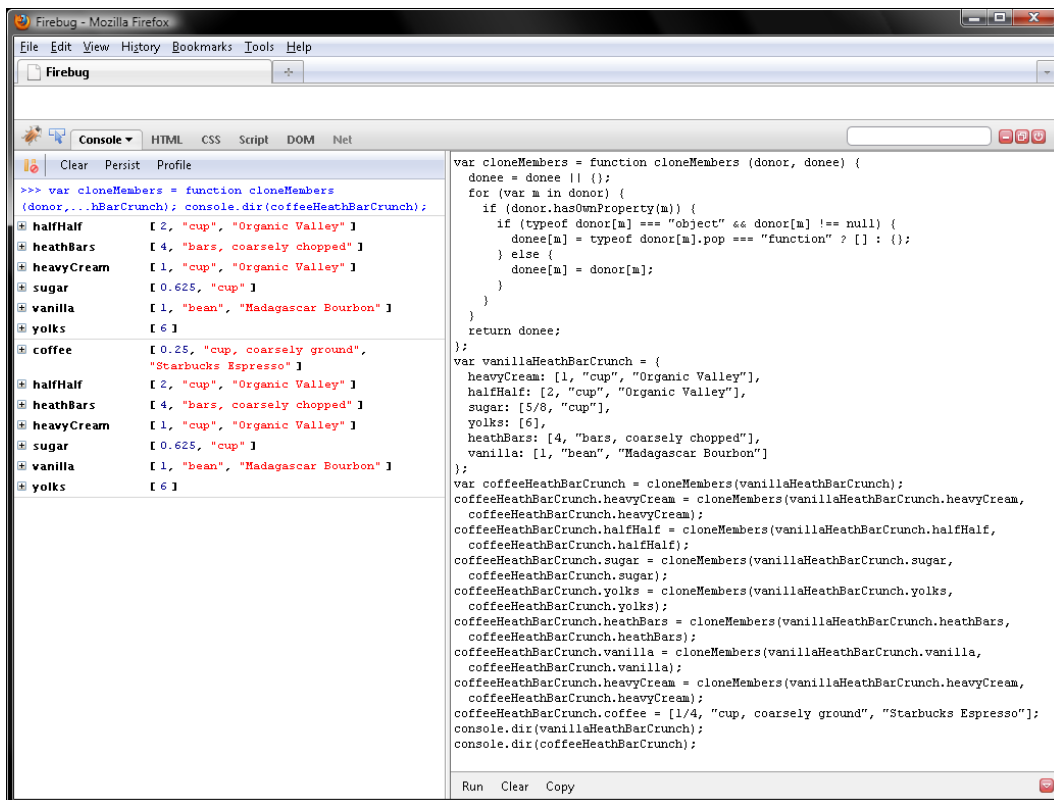 Firebug - Mozilla Firefox
File Edit View History Bookmarks Tools Help
Firebug
Console HTML CSS Script DOM Net
Clear Persist Profile
>>> var cloneMembers = function cloneMembers
(donor,...hBarCrunch); console.dir(coffeeHeathBarCrunch);
halfHalf [ 2, "cup", "Organic Valley" ]
heathBars [ 4, "bars, coarsely chopped" ]
heavyCream [ 1, "cup", "Organic Valley" ]
sugar [ 0.625, "cup" ]
vanilla [ 1, "bean", "Madagascar Bourbon" ]
yolks [ 6 ]
coffee [ 0.25, "cup, coarsely ground",
"Starbucks Espresso" ]
halfHalf [ 2, "cup", "Organic Valley" ]
heathBars [ 4, "bars, coarsely chopped" ]
heavyCream [ 1, "cup", "Organic Valley" ]
sugar [ 0.625, "cup" ]
vanilla [ 1, "bean", "Madagascar Bourbon" ]
yolks [ 6 ]
var cloneMembers = function cloneMembers (donor, donee) {
  donee = donee || {};
  for (var m in donor) {
    if (donor.hasOwnProperty(m)) {
      if (typeof donor[m] === "object" && donor[m] !== null) {
        donee[m] = typeof donor[m].pop === "function" ? [] : {};
      } else {
        donee[m] = donor[m];
      }
    }
  }
  return donee;
};
var vanillaHeathBarCrunch = {
  heavyCream: [1, "cup", "Organic Valley"],
  halfHalf: [2, "cup", "Organic Valley"],
  sugar: [5/8, "cup"],
  yolks: [6],
  heathBars: [4, "bars, coarsely chopped"],
  vanilla: [1, "bean", "Madagascar Bourbon"]
};
var coffeeHeathBarCrunch = cloneMembers(vanillaHeathBarCrunch);
coffeeHeathBarCrunch.heavyCream = cloneMembers(vanillaHeathBarCrunch.heavyCream,
  coffeeHeathBarCrunch.heavyCream);
coffeeHeathBarCrunch.halfHalf = cloneMembers(vanillaHeathBarCrunch.halfHalf,
  coffeeHeathBarCrunch.halfHalf);
coffeeHeathBarCrunch.sugar = cloneMembers(vanillaHeathBarCrunch.sugar,
  coffeeHeathBarCrunch.sugar);
coffeeHeathBarCrunch.yolks = cloneMembers(vanillaHeathBarCrunch.yolks,
  coffeeHeathBarCrunch.yolks);
coffeeHeathBarCrunch.heathBars = cloneMembers(vanillaHeathBarCrunch.heathBars,
  coffeeHeathBarCrunch.heathBars);
coffeeHeathBarCrunch.vanilla = cloneMembers(vanillaHeathBarCrunch.vanilla,
  coffeeHeathBarCrunch.vanilla);
coffeeHeathBarCrunch.heavyCream = cloneMembers(vanillaHeathBarCrunch.heavyCream,
  coffeeHeathBarCrunch.heavyCream);
coffeeHeathBarCrunch.coffee = [1/4, "cup, coarsely ground", "Starbucks Espresso"];
console.dir(vanillaHeathBarCrunch);
console.dir(coffeeHeathBarCrunch);
Run Clear Copy